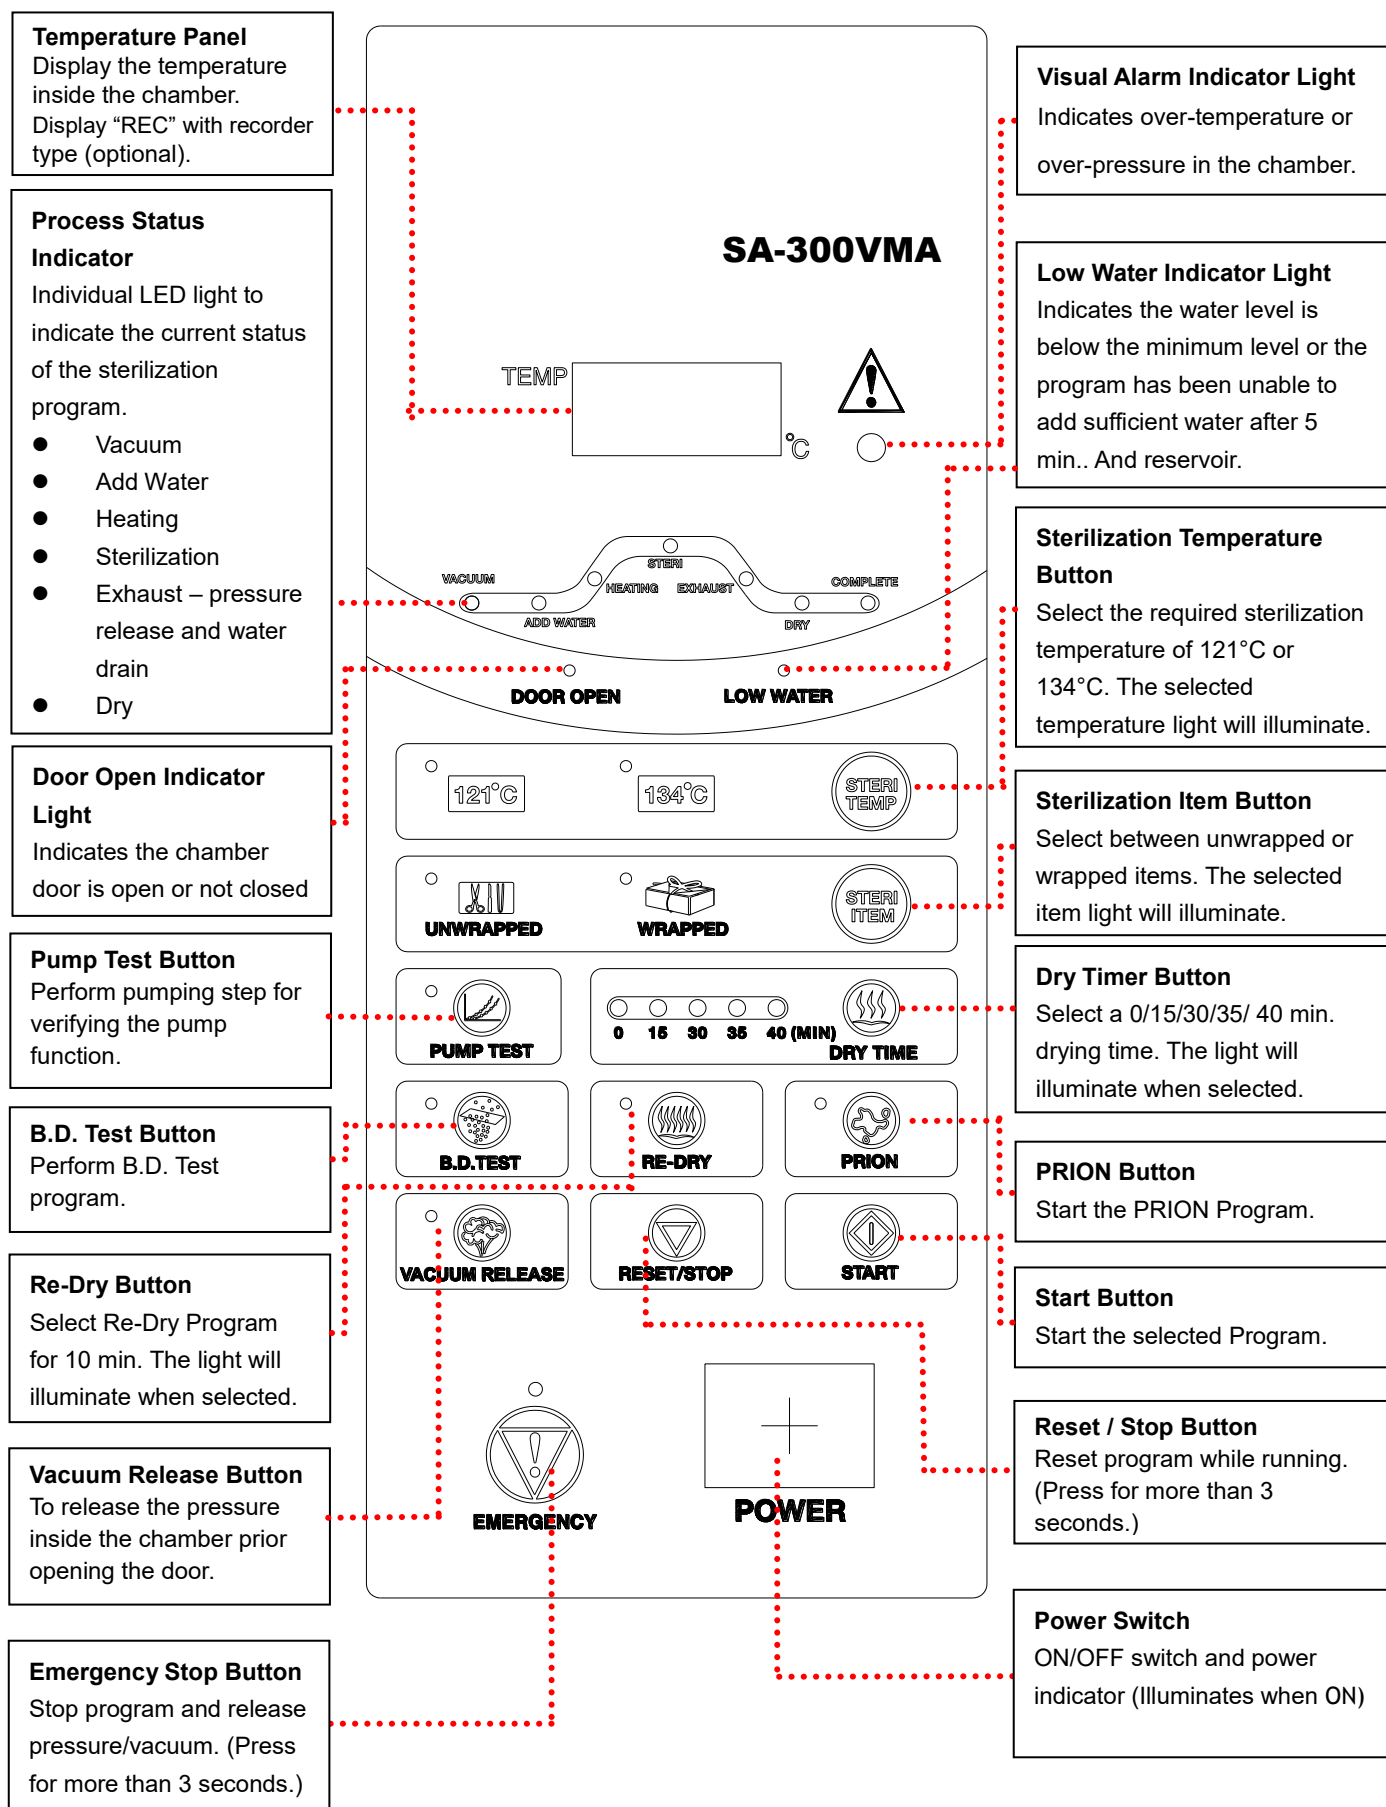 Temperature Panel
Display the temperature
inside the chamber.
Display “REC” with recorder
type (optional).
Process Status
Indicator
Individual LED light to
indicate the current status
of the sterilization
program.
● Vacuum
● Add Water
● Heating
● Sterilization
● Exhaust – pressure
release and water
drain
● Dry
Door Open Indicator
Light
Indicates the chamber
door is open or not closed
Pump Test Button
Perform pumping step for
verifying the pump
function.
B.D. Test Button
Perform B.D. Test
program.
Re-Dry Button
Select Re-Dry Program
for 10 min. The light will
illuminate when selected.
Vacuum Release Button
To release the pressure
inside the chamber prior
opening the door.
Emergency Stop Button
Stop program and release
pressure/vacuum. (Press
for more than 3 seconds.)
SA-300VMA
TEMP
°C
STERI
VACUUM
HEATING EXHAUST
COMPLETE
ADD WATER
DRY
DOOR OPEN
LOW WATER
121°C
134°C
STERI
TEMP
UNWRAPPED
WRAPPED
STERI
ITEM
PUMP TEST
0 15 30 35 40 (MIN)
DRY TIME
B.D.TEST
RE-DRY
PRION
VACUUM RELEASE
RESET/STOP
START
EMERGENCY
POWER
Visual Alarm Indicator Light
Indicates over-temperature or
over-pressure in the chamber.
Low Water Indicator Light
Indicates the water level is
below the minimum level or the
program has been unable to
add sufficient water after 5
min.. And reservoir.
Sterilization Temperature
Button
Select the required sterilization
temperature of 121°C or
134°C. The selected
temperature light will illuminate.
Sterilization Item Button
Select between unwrapped or
wrapped items. The selected
item light will illuminate.
Dry Timer Button
Select a 0/15/30/35/ 40 min.
drying time. The light will
illuminate when selected.
PRION Button
Start the PRION Program.
Start Button
Start the selected Program.
Reset / Stop Button
Reset program while running.
(Press for more than 3
seconds.)
Power Switch
ON/OFF switch and power
indicator (Illuminates when ON)